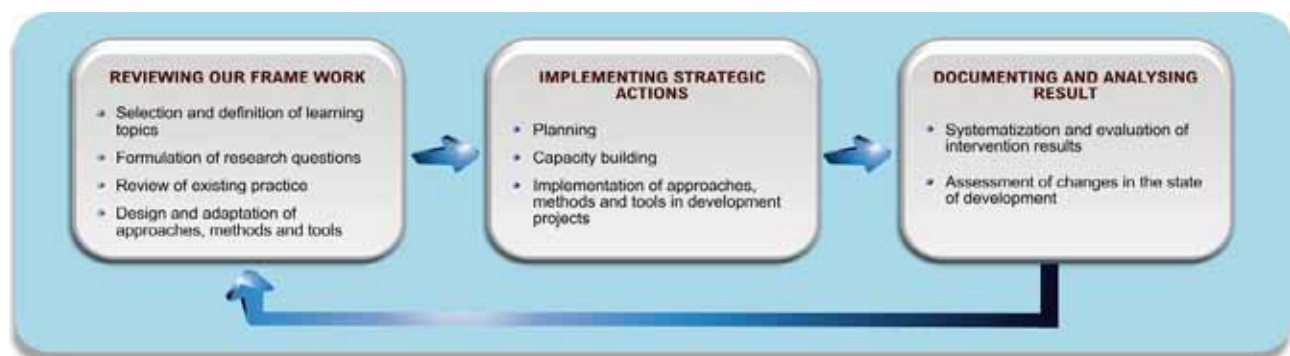 REVIEWING OUR FRAME WORK
• Selection and definition of learning
topics
• Formulation of research questions
• Review of existing practice
• Design and adaptation of
approaches, methods and tools
IMPLEMENTING STRATEGIC
ACTIONS
• Planning
• Capacity building
• Implementation of approaches,
methods and tools in development
projects
DOCUMENTING AND ANALYSING
RESULT
• Systematization and evaluation of
intervention results
• Assessment of changes in the state
of development